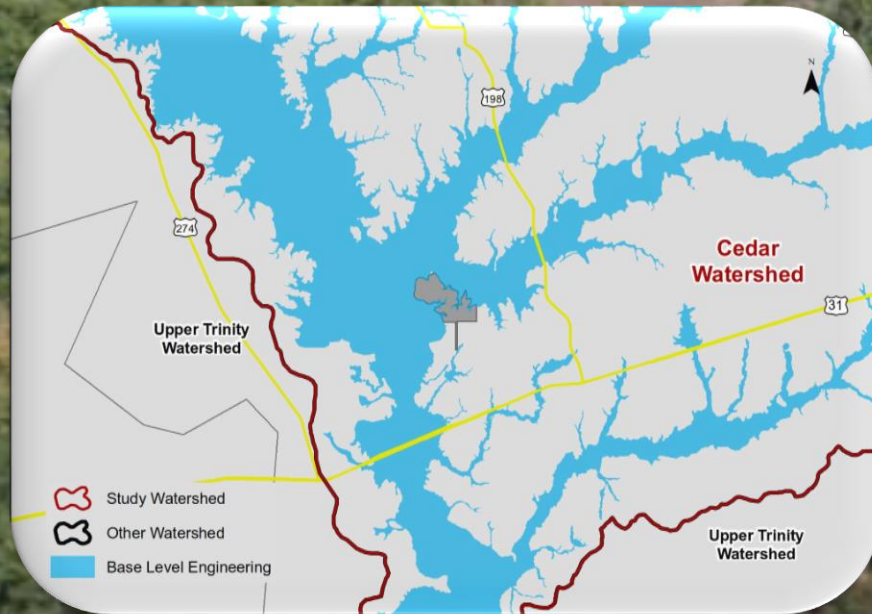 N
198
274
Cedar
Watershed
31
Upper Trinity
Watershed
Study Watershed
Other Watershed
Base Level Engineering
Upper Trinity
Watershed